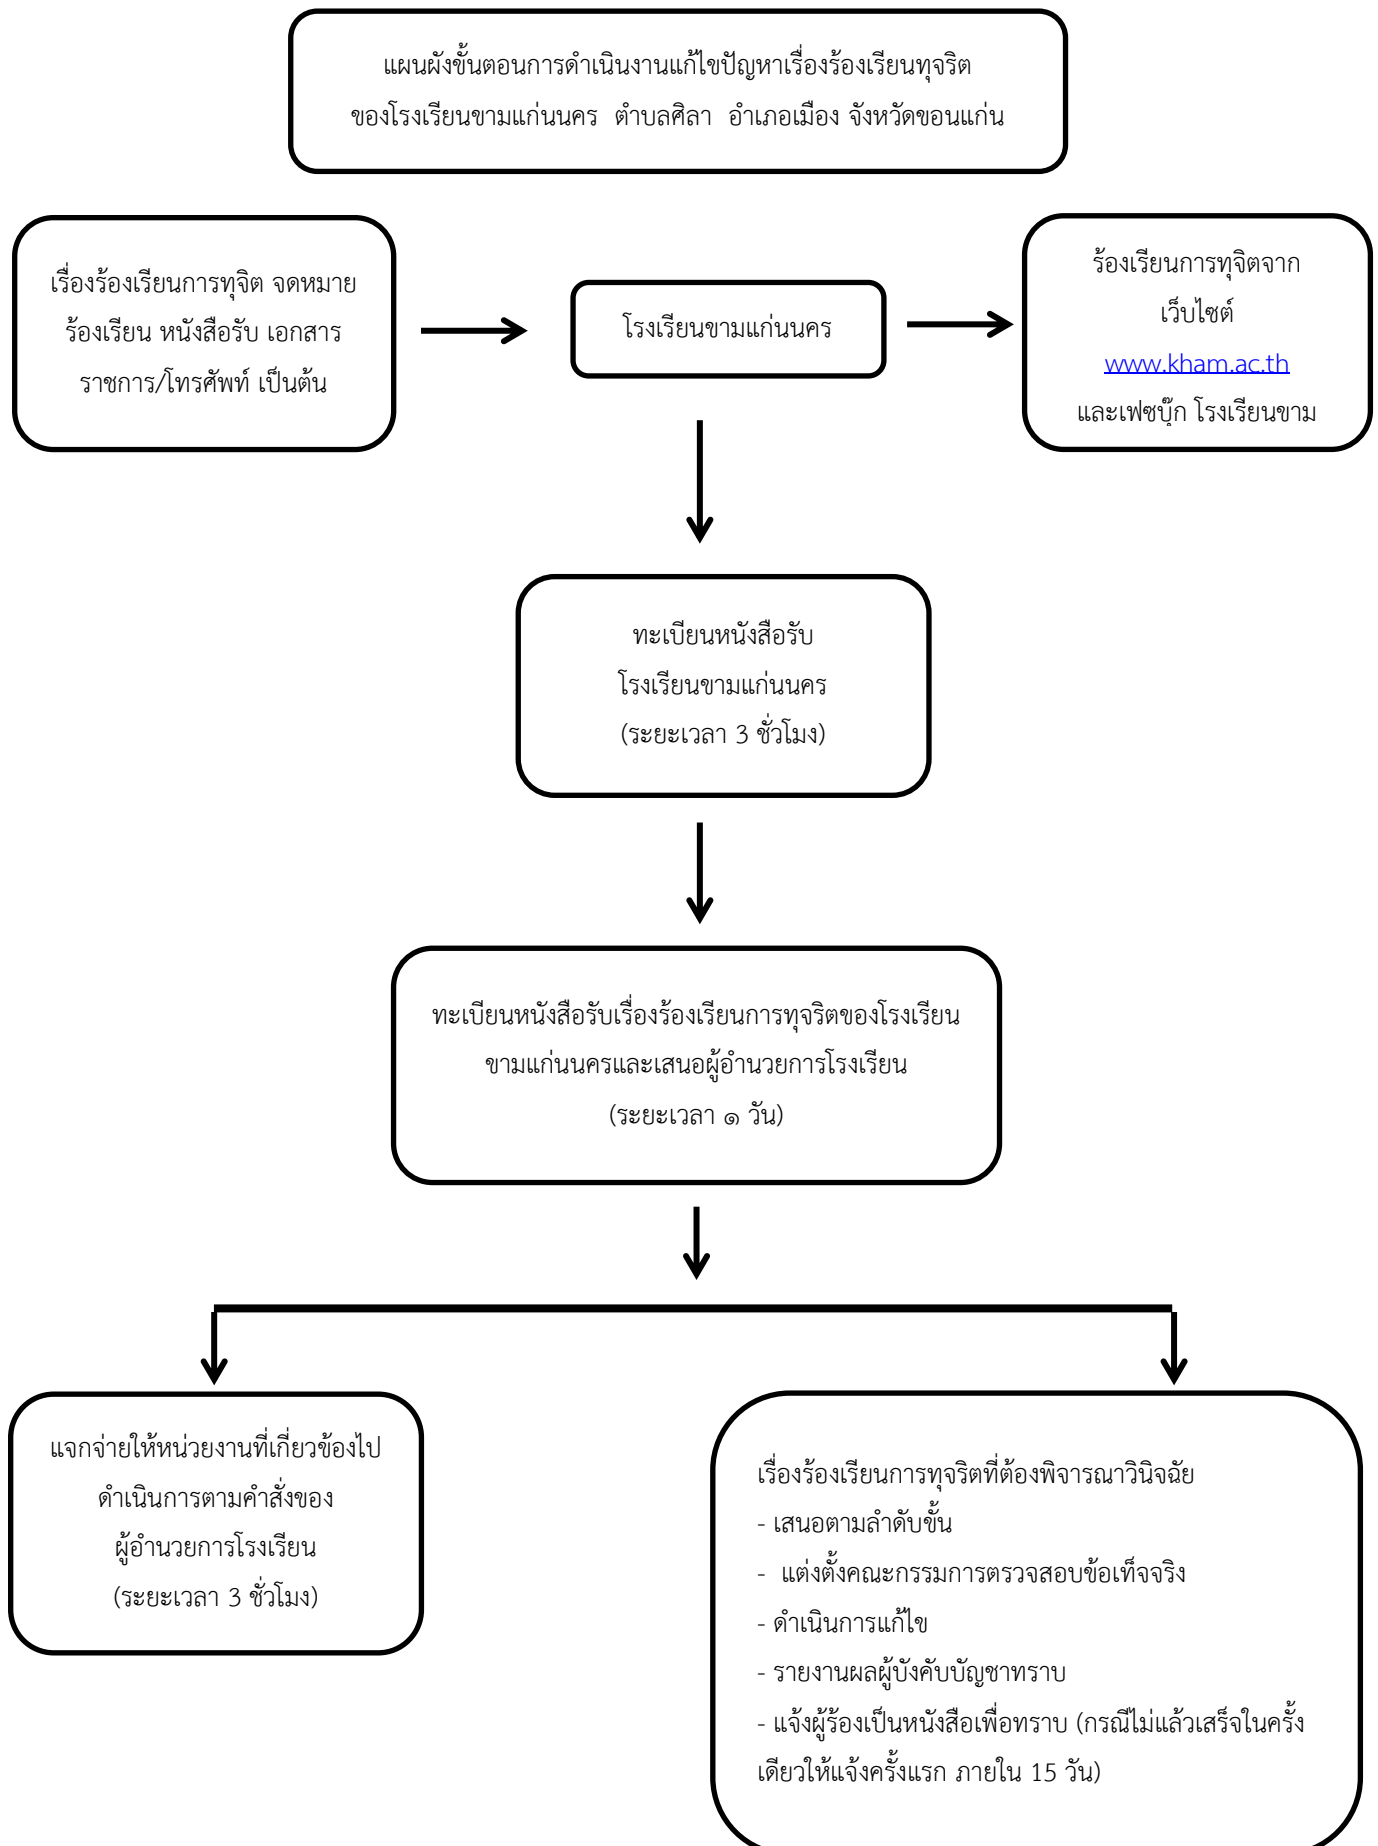 แผนผังขั้นตอนการดำเนินงานแก้ไขปัญหาเรื่องร้องเรียนทุจริต
ของโรงเรียนขามแก่นนคร ตำบลศิลา อำเภอเมือง จังหวัดขอนแก่น
เรื่องร้องเรียนการทุจิต จดหมาย
ร้องเรียน หนังสือรับ เอกสาร
ราชการ/โทรศัพท์ เป็นต้น
โรงเรียนขามแก่นนคร
ร้องเรียนการทุจิตจาก
เว็บไซต์
www.kham.ac.th
และเฟซบุ๊ก โรงเรียนขาม
ทะเบียนหนังสือรับ
โรงเรียนขามแก่นนคร
(ระยะเวลา 3 ชั่วโมง)
ทะเบียนหนังสือรับเรื่องร้องเรียนการทุจริตของโรงเรียน
ขามแก่นนครและเสนอผู้อำนวยการโรงเรียน
(ระยะเวลา ๑ วัน)
แจกจ่ายให้หน่วยงานที่เกี่ยวข้องไป
ดำเนินการตามคำสั่งของ
ผู้อำนวยการโรงเรียน
(ระยะเวลา 3 ชั่วโมง)
เรื่องร้องเรียนการทุจริตที่ต้องพิจารณาวินิจฉัย
- เสนอตามลำดับขั้น
- แต่งตั้งคณะกรรมการตรวจสอบข้อเท็จจริง
- ดำเนินการแก้ไข
- รายงานผลผู้บังคับบัญชาทราบ
- แจ้งผู้ร้องเป็นหนังสือเพื่อทราบ (กรณีไม่แล้วเสร็จในครั้ง
เดียวให้แจ้งครั้งแรก ภายใน 15 วัน)